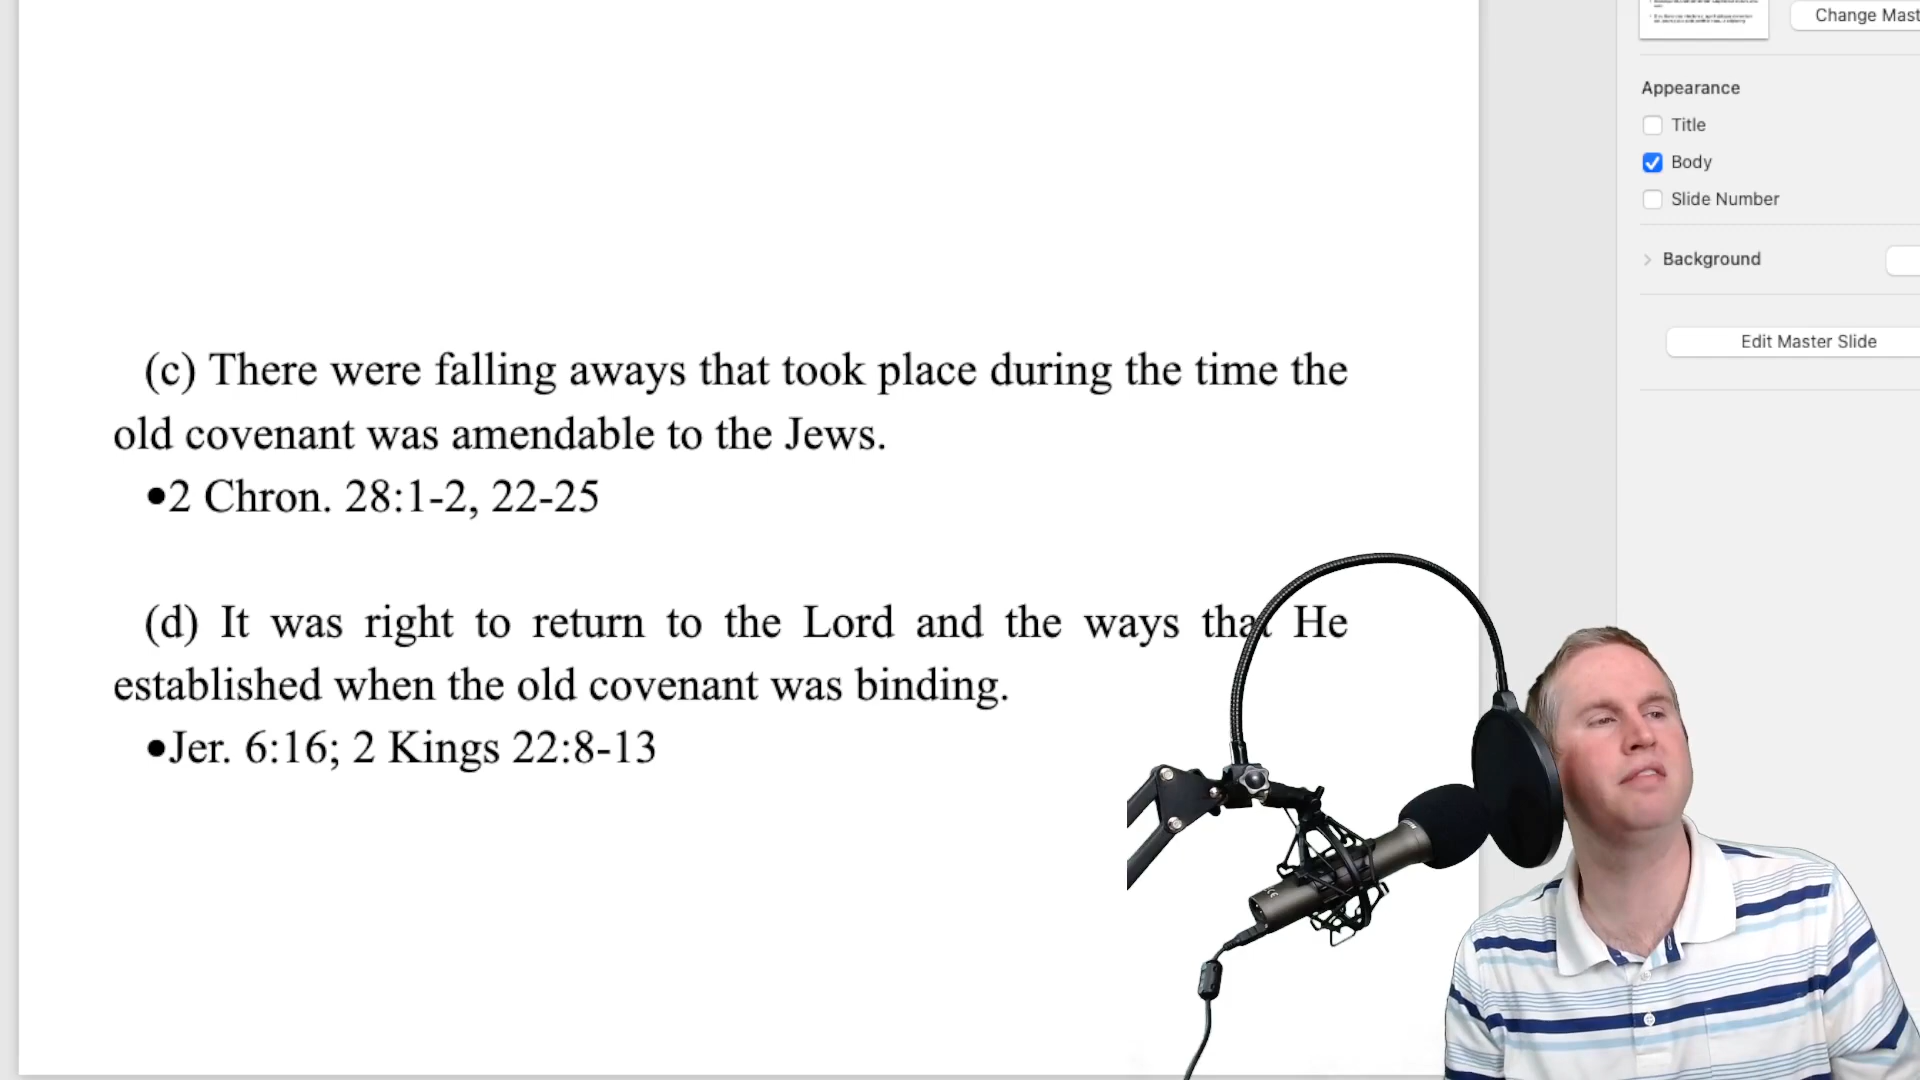 (c) There were falling aways that took place during the time the
old covenant was amendable to the Jews.
•2 Chron. 28:1-2, 22-25
(d) It was right to return to the Lord and the ways that He
established when the old covenant was binding.
•Jer. 6:16; 2 Kings 22:8-13
Change Mast
Appearance
Title
Body
Slide Number
Background
Edit Master Slide